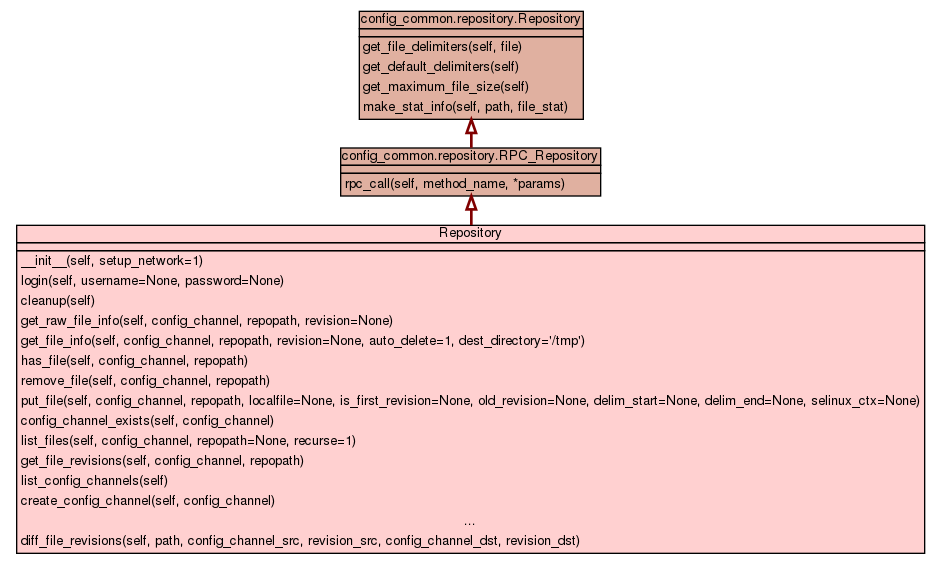 config_common.repository.Repository
get_file_delimiters(self, file)
get_default_delimiters(self)
get_maximum_file_size(self)
make_stat_info(self, path, file_stat)
config_common.repository.RPC_Repository
rpc_call(self, method_name, *params)
Repository
__init__(self, setup_network=1)
login(self, username=None, password=None)
cleanup(self)
get_raw_file_info(self, config_channel, repopath, revision=None)
get_file_info(self, config_channel, repopath, revision=None, auto_delete=1, dest_directory='/tmp')
has_file(self, config_channel, repopath)
remove_file(self, config_channel, repopath)
put_file(self, config_channel, repopath, localfile=None, is_first_revision=None, old_revision=None, delim_start=None, delim_end=None, selinux_ctx=None)
config_channel_exists(self, config_channel)
list_files(self, config_channel, repopath=None, recurse=1)
get_file_revisions(self, config_channel, repopath)
list_config_channels(self)
create_config_channel(self, config_channel)
...
diff_file_revisions(self, path, config_channel_src, revision_src, config_channel_dst, revision_dst)